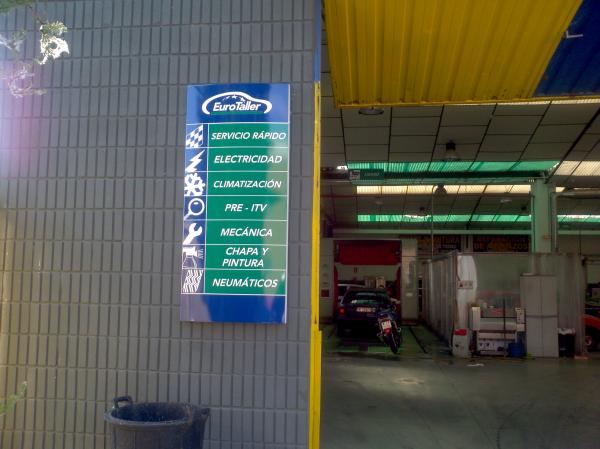 EuroTaller
SERVICIO RÁPIDO
ELECTRICIDAD
CLIMATIZACIÓN
PRE - ITV
MECÁNICA
CHAPA Y
PINTURA
NEUMÁTICOS